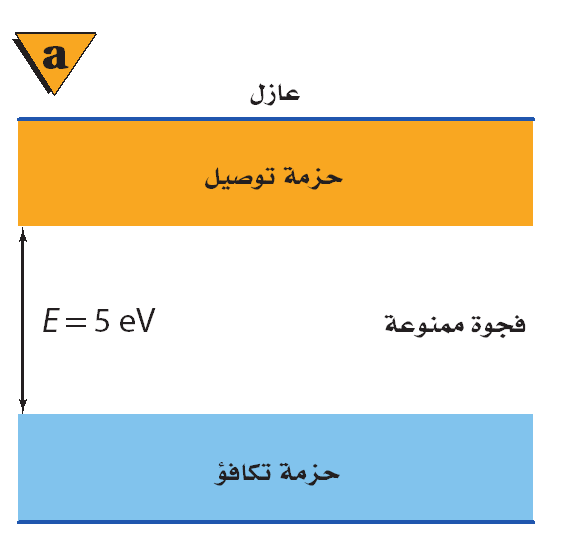 a
عازل
حزمة توصيل
E = 5 eV
فجوة ممنوعة
حزمة تكافؤ